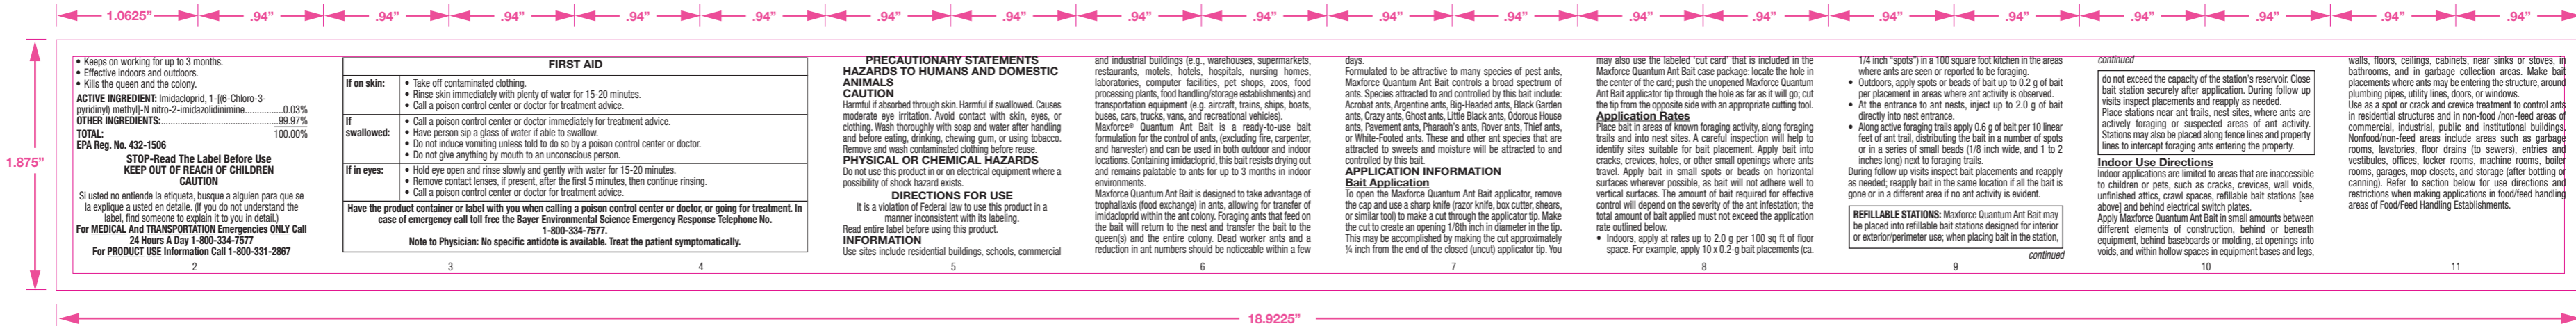 1.0625” .94” .94” .94” .94” .94” .94” .94” .94” .94” .94” .94” .94” .94” .94” .94” .94” .94” .94” .94”
1.875”
• Keeps on working for up to 3 months.
• Effective indoors and outdoors.
• Kills the queen and the colony.
ACTIVE INGREDIENT: Imidacloprid, 1-[(6-Chloro-3-
pyridinyl) methyl]-N nitro-2-imidazolidinimine..............0.03%
OTHER INGREDIENTS:................................................99.97%
TOTAL: 100.00%
EPA Reg. No. 432-1506
STOP-Read The Label Before Use
KEEP OUT OF REACH OF CHILDREN
CAUTION
Si usted no entiende la etiqueta, busque a alguien para que se
la explique a usted en detalle. (If you do not understand the
label, find someone to explain it to you in detail.)
For MEDICAL And TRANSPORTATION Emergencies ONLY Call
24 Hours A Day 1-800-334-7577
For PRODUCT USE Information Call 1-800-331-2867
2
FIRST AID
If on skin:
• Take off contaminated clothing.
• Rinse skin immediately with plenty of water for 15-20 minutes.
• Call a poison control center or doctor for treatment advice.
If
swallowed:
• Call a poison control center or doctor immediately for treatment advice.
• Have person sip a glass of water if able to swallow.
• Do not induce vomiting unless told to do so by a poison control center or doctor.
• Do not give anything by mouth to an unconscious person.
If in eyes:
• Hold eye open and rinse slowly and gently with water for 15-20 minutes.
• Remove contact lenses, if present, after the first 5 minutes, then continue rinsing.
• Call a poison control center or doctor for treatment advice.
Have the product container or label with you when calling a poison control center or doctor, or going for treatment. In
case of emergency call toll free the Bayer Environmental Science Emergency Response Telephone No.
1-800-334-7577.
Note to Physician: No specific antidote is available. Treat the patient symptomatically.
3
4
PRECAUTIONARY STATEMENTS
HAZARDS TO HUMANS AND DOMESTIC
ANIMALS
CAUTION
Harmful if absorbed through skin. Harmful if swallowed. Causes
moderate eye irritation. Avoid contact with skin, eyes, or
clothing. Wash thoroughly with soap and water after handling
and before eating, drinking, chewing gum, or using tobacco.
Remove and wash contaminated clothing before reuse.
PHYSICAL OR CHEMICAL HAZARDS
Do not use this product in or on electrical equipment where a
possibility of shock hazard exists.
DIRECTIONS FOR USE
It is a violation of Federal law to use this product in a
manner inconsistent with its labeling.
Read entire label before using this product.
INFORMATION
Use sites include residential buildings, schools, commercial
5
and industrial buildings (e.g., warehouses, supermarkets,
restaurants, motels, hotels, hospitals, nursing homes,
laboratories, computer facilities, pet shops, zoos, food
processing plants, food handling/storage establishments) and
transportation equipment (e.g. aircraft, trains, ships, boats,
buses, cars, trucks, vans, and recreational vehicles).
Maxforce® Quantum Ant Bait is a ready-to-use bait
formulation for the control of ants, (excluding fire, carpenter,
and harvester) and can be used in both outdoor and indoor
locations. Containing imidacloprid, this bait resists drying out
and remains palatable to ants for up to 3 months in indoor
environments.
Maxforce Quantum Ant Bait is designed to take advantage of
trophallaxis (food exchange) in ants, allowing for transfer of
imidacloprid within the ant colony. Foraging ants that feed on
the bait will return to the nest and transfer the bait to the
queen(s) and the entire colony. Dead worker ants and a
reduction in ant numbers should be noticeable within a few
6
days.
Formulated to be attractive to many species of pest ants,
Maxforce Quantum Ant Bait controls a broad spectrum of
ants. Species attracted to and controlled by this bait include:
Acrobat ants, Argentine ants, Big-Headed ants, Black Garden
ants, Crazy ants, Ghost ants, Little Black ants, Odorous House
ants, Pavement ants, Pharaoh's ants, Rover ants, Thief ants,
or White-Footed ants. These and other ant species that are
attracted to sweets and moisture will be attracted to and
controlled by this bait.
APPLICATION INFORMATION
Bait Application
To open the Maxforce Quantum Ant Bait applicator, remove
the cap and use a sharp knife (razor knife, box cutter, shears,
or similar tool) to make a cut through the applicator tip. Make
the cut to create an opening 1/8th inch in diameter in the tip.
This may be accomplished by making the cut approximately
¼ inch from the end of the closed (uncut) applicator tip. You
7
may also use the labeled 'cut card' that is included in the
Maxforce Quantum Ant Bait case package: locate the hole in
the center of the card; push the unopened Maxforce Quantum
Ant Bait applicator tip through the hole as far as it will go; cut
the tip from the opposite side with an appropriate cutting tool.
Application Rates
Place bait in areas of known foraging activity, along foraging
trails and into nest sites. A careful inspection will help to
identify sites suitable for bait placement. Apply bait into
cracks, crevices, holes, or other small openings where ants
travel. Apply bait in small spots or beads on horizontal
surfaces wherever possible, as bait will not adhere well to
vertical surfaces. The amount of bait required for effective
control will depend on the severity of the ant infestation; the
total amount of bait applied must not exceed the application
rate outlined below.
• Indoors, apply at rates up to 2.0 g per 100 sq ft of floor
space. For example, apply 10 x 0.2-g bait placements (ca.
8
1/4 inch “spots”) in a 100 square foot kitchen in the areas
where ants are seen or reported to be foraging.
• Outdoors, apply spots or beads of bait up to 0.2 g of bait
per placement in areas where ant activity is observed.
• At the entrance to ant nests, inject up to 2.0 g of bait
directly into nest entrance.
• Along active foraging trails apply 0.6 g of bait per 10 linear
feet of ant trail, distributing the bait in a number of spots
or in a series of small beads (1/8 inch wide, and 1 to 2
inches long) next to foraging trails.
During follow up visits inspect bait placements and reapply
as needed; reapply bait in the same location if all the bait is
gone or in a different area if no ant activity is evident.
REFILLABLE STATIONS: Maxforce Quantum Ant Bait may
be placed into refillable bait stations designed for interior
or exterior/perimeter use; when placing bait in the station,
continued
9
continued
do not exceed the capacity of the station's reservoir. Close
bait station securely after application. During follow up
visits inspect placements and reapply as needed.
Place stations near ant trails, nest sites, where ants are
actively foraging or suspected areas of ant activity.
Stations may also be placed along fence lines and property
lines to intercept foraging ants entering the property.
Indoor Use Directions
Indoor applications are limited to areas that are inaccessible
to children or pets, such as cracks, crevices, wall voids,
unfinished attics, crawl spaces, refillable bait stations [see
above] and behind electrical switch plates.
Apply Maxforce Quantum Ant Bait in small amounts between
different elements of construction, behind or beneath
equipment, behind baseboards or molding, at openings into
voids, and within hollow spaces in equipment bases and legs,
10
walls, floors, ceilings, cabinets, near sinks or stoves, in
bathrooms, and in garbage collection areas. Make bait
placements where ants may be entering the structure, around
plumbing pipes, utility lines, doors, or windows.
Use as a spot or crack and crevice treatment to control ants
in residential structures and in non-food /non-feed areas of
commercial, industrial, public and institutional buildings.
Nonfood/non-feed areas include areas such as garbage
rooms, lavatories, floor drains (to sewers), entries and
vestibules, offices, locker rooms, machine rooms, boiler
rooms, garages, mop closets, and storage (after bottling or
canning). Refer to section below for use directions and
restrictions when making applications in food/feed handling
areas of Food/Feed Handling Establishments.
11
18.9225”